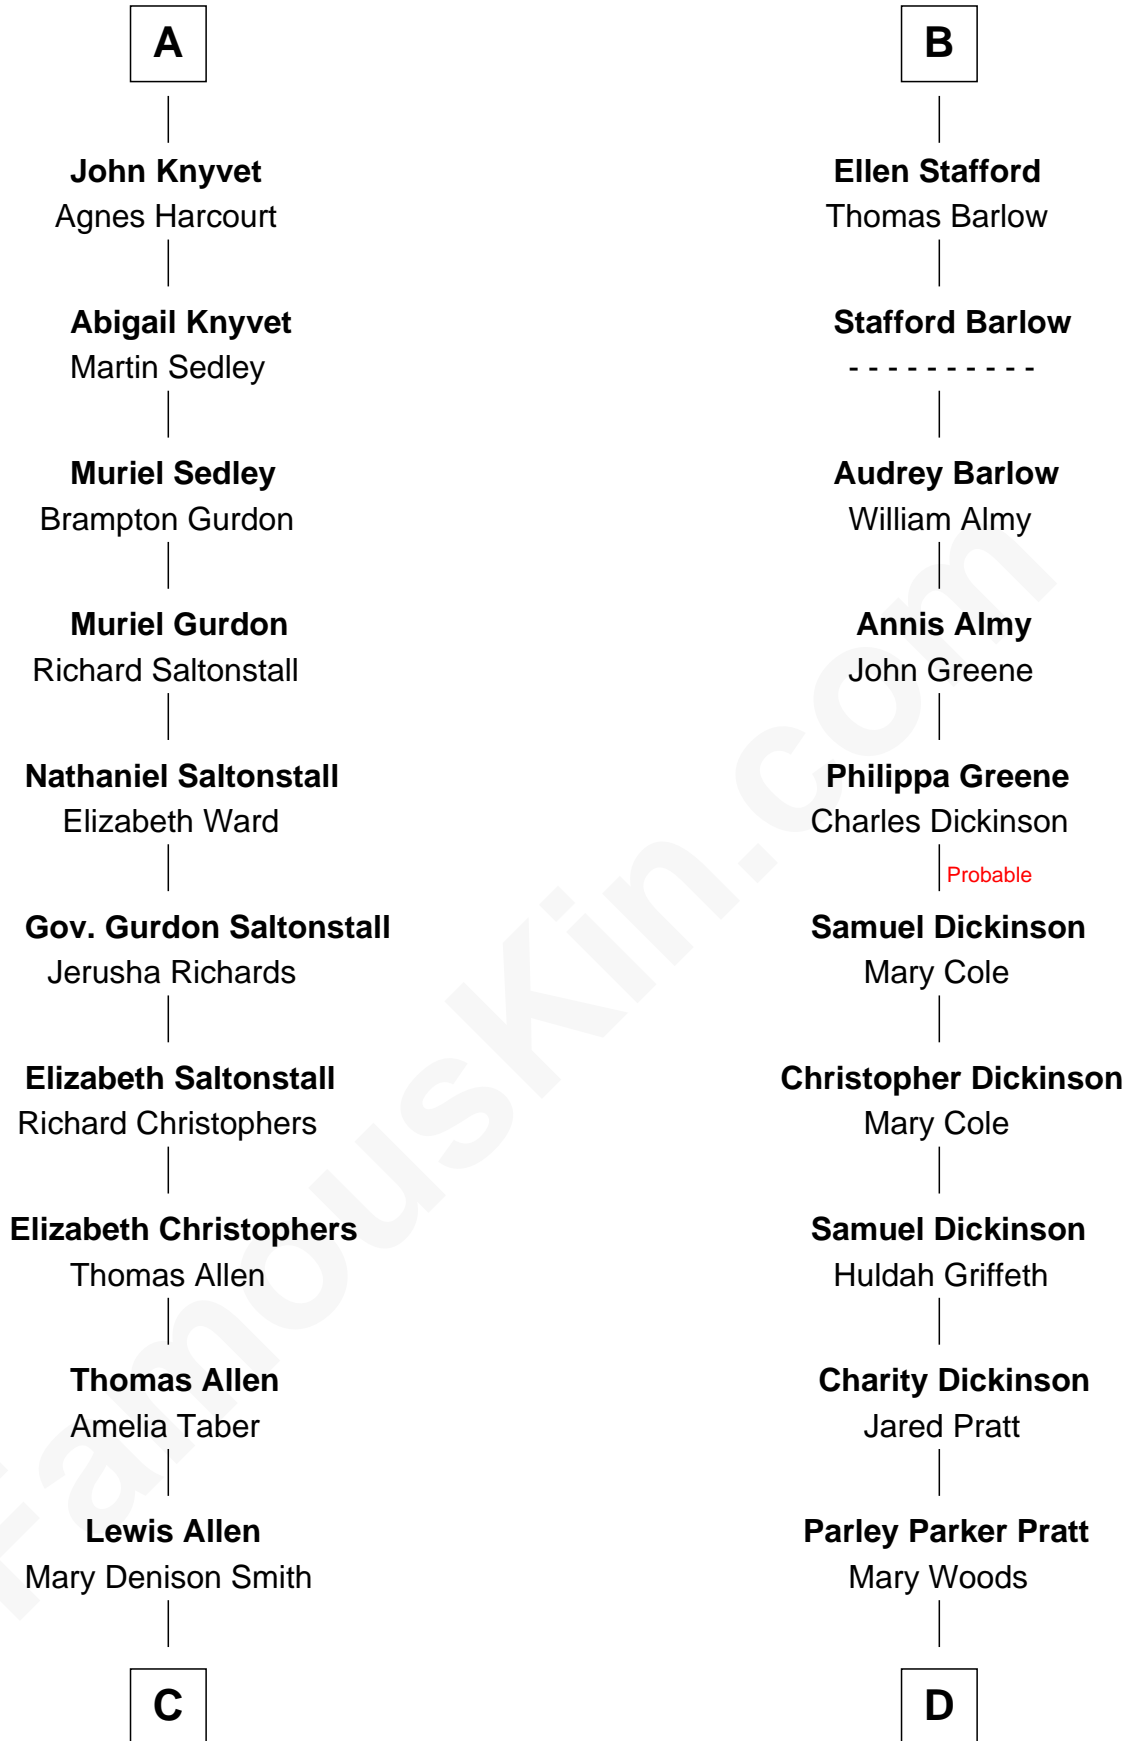 A
John Knyvet
Agnes Harcourt
Abigail Knyvet
Martin Sedley
Muriel Sedley
Brampton Gurdon
Muriel Gurdon
Richard Saltonstall
Nathaniel Saltonstall
Elizabeth Ward
Gov. Gurdon Saltonstall
Jerusha Richards
Elizabeth Saltonstall
Richard Christophers
Elizabeth Christophers
Thomas Allen
Thomas Allen
Amelia Taber
Lewis Allen
Mary Denison Smith
C
B
Ellen Stafford
Thomas Barlow
Stafford Barlow
- - - - - - - - - -
Audrey Barlow
William Almy
Annis Almy
John Greene
Philippa Greene
Charles Dickinson
Probable
Samuel Dickinson
Mary Cole
Christopher Dickinson
Mary Cole
Samuel Dickinson
Huldah Griffeth
Charity Dickinson
Jared Pratt
Parley Parker Pratt
Mary Woods
D
FamousKin.com